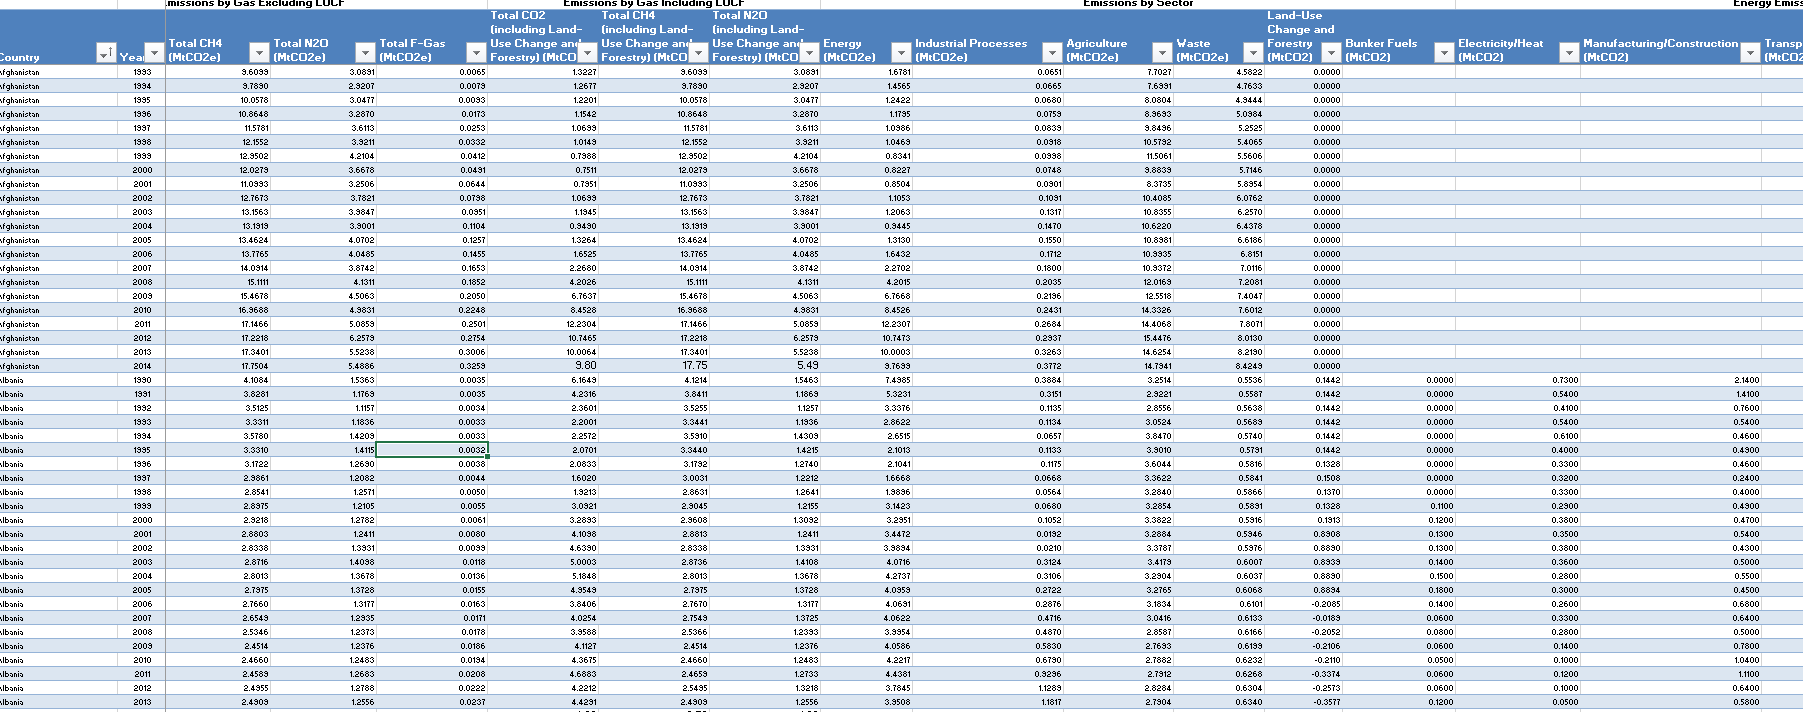 Emissions by Gas Excluding LUCF Emissions by Gas Including LUCF Emissions by Sector Energy Emiss
Country Year Total CH4 (MtCO2e) Total N2O (MtCO2e) Total F-Gas (MtCO2e) Total CO2 (including Land-Use Change and Forestry) (MtCO Total CH4 (including Land-Use Change and Forestry) (MtCO Total N2O (including Land-Use Change and Forestry) (MtCO Energy (MtCO2e) Industrial Processes (MtCO2e) Agriculture (MtCO2e) Waste (MtCO2e) Land-Use Change and Forestry (MtCO2) Bunker Fuels (MtCO2) Electricity/Heat (MtCO2) Manufacturing/Construction (MtCO2) Transp (MtCO2
Afghanistan 1993 9.6099 3.0891 0.0065 1.3227 9.6099 3.0891 1.6781 0.0651 7.7027 4.5822 0.0000
Afghanistan 1994 9.7890 2.9207 0.0079 1.2677 9.7890 2.9207 1.4565 0.0665 7.6991 4.7633 0.0000
Afghanistan 1995 10.0578 3.0477 0.0093 1.2201 10.0578 3.0477 1.2422 0.0680 8.0804 4.9444 0.0000
Afghanistan 1996 10.8648 3.2870 0.0173 1.1542 10.8648 3.2870 1.1795 0.0759 8.9693 5.0984 0.0000
Afghanistan 1997 11.5781 3.6113 0.0253 1.0699 11.5781 3.6113 1.0986 0.0839 9.8496 5.2525 0.0000
Afghanistan 1998 12.1552 3.9211 0.0332 1.0149 12.1552 3.9211 1.0469 0.0918 10.5792 5.4065 0.0000
Afghanistan 1999 12.9502 4.2104 0.0412 0.7988 12.9502 4.2104 0.8341 0.0998 11.5061 5.5606 0.0000
Afghanistan 2000 12.0279 3.6678 0.0491 0.7511 12.0279 3.6678 0.8227 0.0748 9.8839 5.7146 0.0000
Afghanistan 2001 11.0993 3.2506 0.0644 0.7951 11.0993 3.2506 0.8504 0.0901 8.3735 5.8954 0.0000
Afghanistan 2002 12.7673 3.7821 0.0798 1.0699 12.7673 3.7821 1.1053 0.1091 10.4085 6.0762 0.0000
Afghanistan 2003 13.1563 3.9847 0.0951 1.1945 13.1563 3.9847 1.2063 0.1317 10.8355 6.2570 0.0000
Afghanistan 2004 13.1919 3.9001 0.1104 0.9490 13.1919 3.9001 0.9445 0.1470 10.6220 6.4378 0.0000
Afghanistan 2005 13.4624 4.0702 0.1257 1.3264 13.4624 4.0702 1.3130 0.1550 10.8981 6.6186 0.0000
Afghanistan 2006 13.7765 4.0485 0.1455 1.6525 13.7765 4.0485 1.6432 0.1712 10.9935 6.8151 0.0000
Afghanistan 2007 14.0914 3.8742 0.1653 2.2680 14.0914 3.8742 2.2702 0.1800 10.9372 7.0116 0.0000
Afghanistan 2008 15.1111 4.1311 0.1852 4.2026 15.1111 4.1311 4.2015 0.2035 12.0169 7.2081 0.0000
Afghanistan 2009 15.4678 4.5063 0.2050 6.7637 15.4678 4.5063 6.7668 0.2196 12.5518 7.4047 0.0000
Afghanistan 2010 16.9688 4.9831 0.2248 8.4528 16.9688 4.9831 8.4526 0.2431 14.3326 7.6012 0.0000
Afghanistan 2011 17.1466 5.0859 0.2501 12.2304 17.1466 5.0859 12.2307 0.2684 14.4068 7.8071 0.0000
Afghanistan 2012 17.2218 6.2579 0.2754 10.7465 17.2218 6.2579 10.7473 0.2937 15.4476 8.0130 0.0000
Afghanistan 2013 17.3401 5.5238 0.3006 10.0064 17.3401 5.5238 10.0003 0.3263 14.6254 8.2190 0.0000
Afghanistan 2014 17.7504 5.4886 0.3259 9.80 17.75 5.49 9.7699 0.3772 14.7941 8.4249 0.0000
Albania 1990 4.1084 1.5363 0.0035 6.1649 4.1214 1.5463 7.4985 0.3884 3.2514 0.5536 0.1442 0.0000 0.7300 2.1400
Albania 1991 3.8281 1.1769 0.0035 4.2316 3.8411 1.1869 5.3231 0.3151 2.9221 0.5587 0.1442 0.0000 0.5400 1.4100
Albania 1992 3.5125 1.1157 0.0034 2.3601 3.5255 1.1257 3.3376 0.1135 2.8556 0.5638 0.1442 0.0000 0.4100 0.7600
Albania 1993 3.3311 1.1836 0.0033 2.2001 3.3441 1.1936 2.8622 0.1134 3.0524 0.5689 0.1442 0.0000 0.5400 0.5400
Albania 1994 3.5780 1.4209 0.0033 2.2572 3.5910 1.4309 2.6515 0.0657 3.8470 0.5740 0.1442 0.0000 0.6100 0.4600
Albania 1995 3.3310 1.4115 0.0032 2.0701 3.3440 1.4215 2.1013 0.1133 3.9010 0.5791 0.1442 0.0000 0.4000 0.4900
Albania 1996 3.1722 1.2690 0.0038 2.0833 3.1792 1.2740 2.1041 0.1175 3.6044 0.5816 0.1328 0.0000 0.3300 0.4600
Albania 1997 2.9861 1.2082 0.0044 1.6020 3.0031 1.2212 1.6668 0.0668 3.3622 0.5841 0.1508 0.0000 0.3200 0.2400
Albania 1998 2.8541 1.2571 0.0050 1.9213 2.8631 1.2641 1.9896 0.0564 3.2840 0.5866 0.1370 0.0000 0.3300 0.4000
Albania 1999 2.8975 1.2105 0.0055 3.0921 2.9045 1.2155 3.1423 0.0680 3.2854 0.5891 0.1328 0.1100 0.2900 0.4900
Albania 2000 2.9218 1.2782 0.0061 3.2893 2.9608 1.3092 3.2951 0.1052 3.3822 0.5916 0.1913 0.1200 0.3800 0.4700
Albania 2001 2.8803 1.2411 0.0080 4.1098 2.8813 1.2411 3.4472 0.0192 3.2884 0.5946 0.8908 0.1300 0.3500 0.5400
Albania 2002 2.8338 1.3931 0.0099 4.6390 2.8338 1.3931 3.9894 0.0210 3.3787 0.5976 0.8890 0.1300 0.3800 0.4300
Albania 2003 2.8716 1.4098 0.0118 5.0003 2.8736 1.4108 4.0716 0.3124 3.4179 0.6007 0.8939 0.1400 0.3600 0.5000
Albania 2004 2.8013 1.3678 0.0136 5.1848 2.8013 1.3678 4.2737 0.3106 3.2904 0.6037 0.8890 0.1500 0.2800 0.5500
Albania 2005 2.7975 1.3728 0.0155 4.9549 2.7975 1.3728 4.0959 0.2722 3.2765 0.6068 0.8894 0.1800 0.3000 0.4500
Albania 2006 2.7660 1.3177 0.0163 3.8406 2.7670 1.3177 4.0691 0.2876 3.1834 0.6101 -0.2085 0.1400 0.2600 0.6800
Albania 2007 2.6549 1.2935 0.0171 4.0254 2.7549 1.3725 4.0622 0.4716 3.0416 0.6133 -0.0189 0.0600 0.3300 0.6400
Albania 2008 2.5346 1.2373 0.0178 3.9588 2.5366 1.2393 3.9954 0.4870 2.8587 0.6166 -0.2052 0.0800 0.2800 0.5000
Albania 2009 2.4514 1.2376 0.0186 4.1127 2.4514 1.2376 4.0586 0.5830 2.7693 0.6199 -0.2106 0.0600 0.1400 0.7800
Albania 2010 2.4660 1.2483 0.0194 4.3675 2.4660 1.2483 4.2217 0.6790 2.7882 0.6232 -0.2110 0.0500 0.1000 1.0400
Albania 2011 2.4589 1.2683 0.0208 4.6883 2.4659 1.2733 4.4381 0.9296 2.7912 0.6268 -0.3374 0.0600 0.1200 1.1100
Albania 2012 2.4955 1.2788 0.0222 4.2212 2.5495 1.3218 3.7845 1.1289 2.8284 0.6304 -0.2573 0.0600 0.1000 0.6400
Albania 2013 2.4909 1.2556 0.0237 4.4291 2.4909 1.2556 3.9508 1.1817 2.7904 0.6340 -0.3577 0.1200 0.0500 0.5800